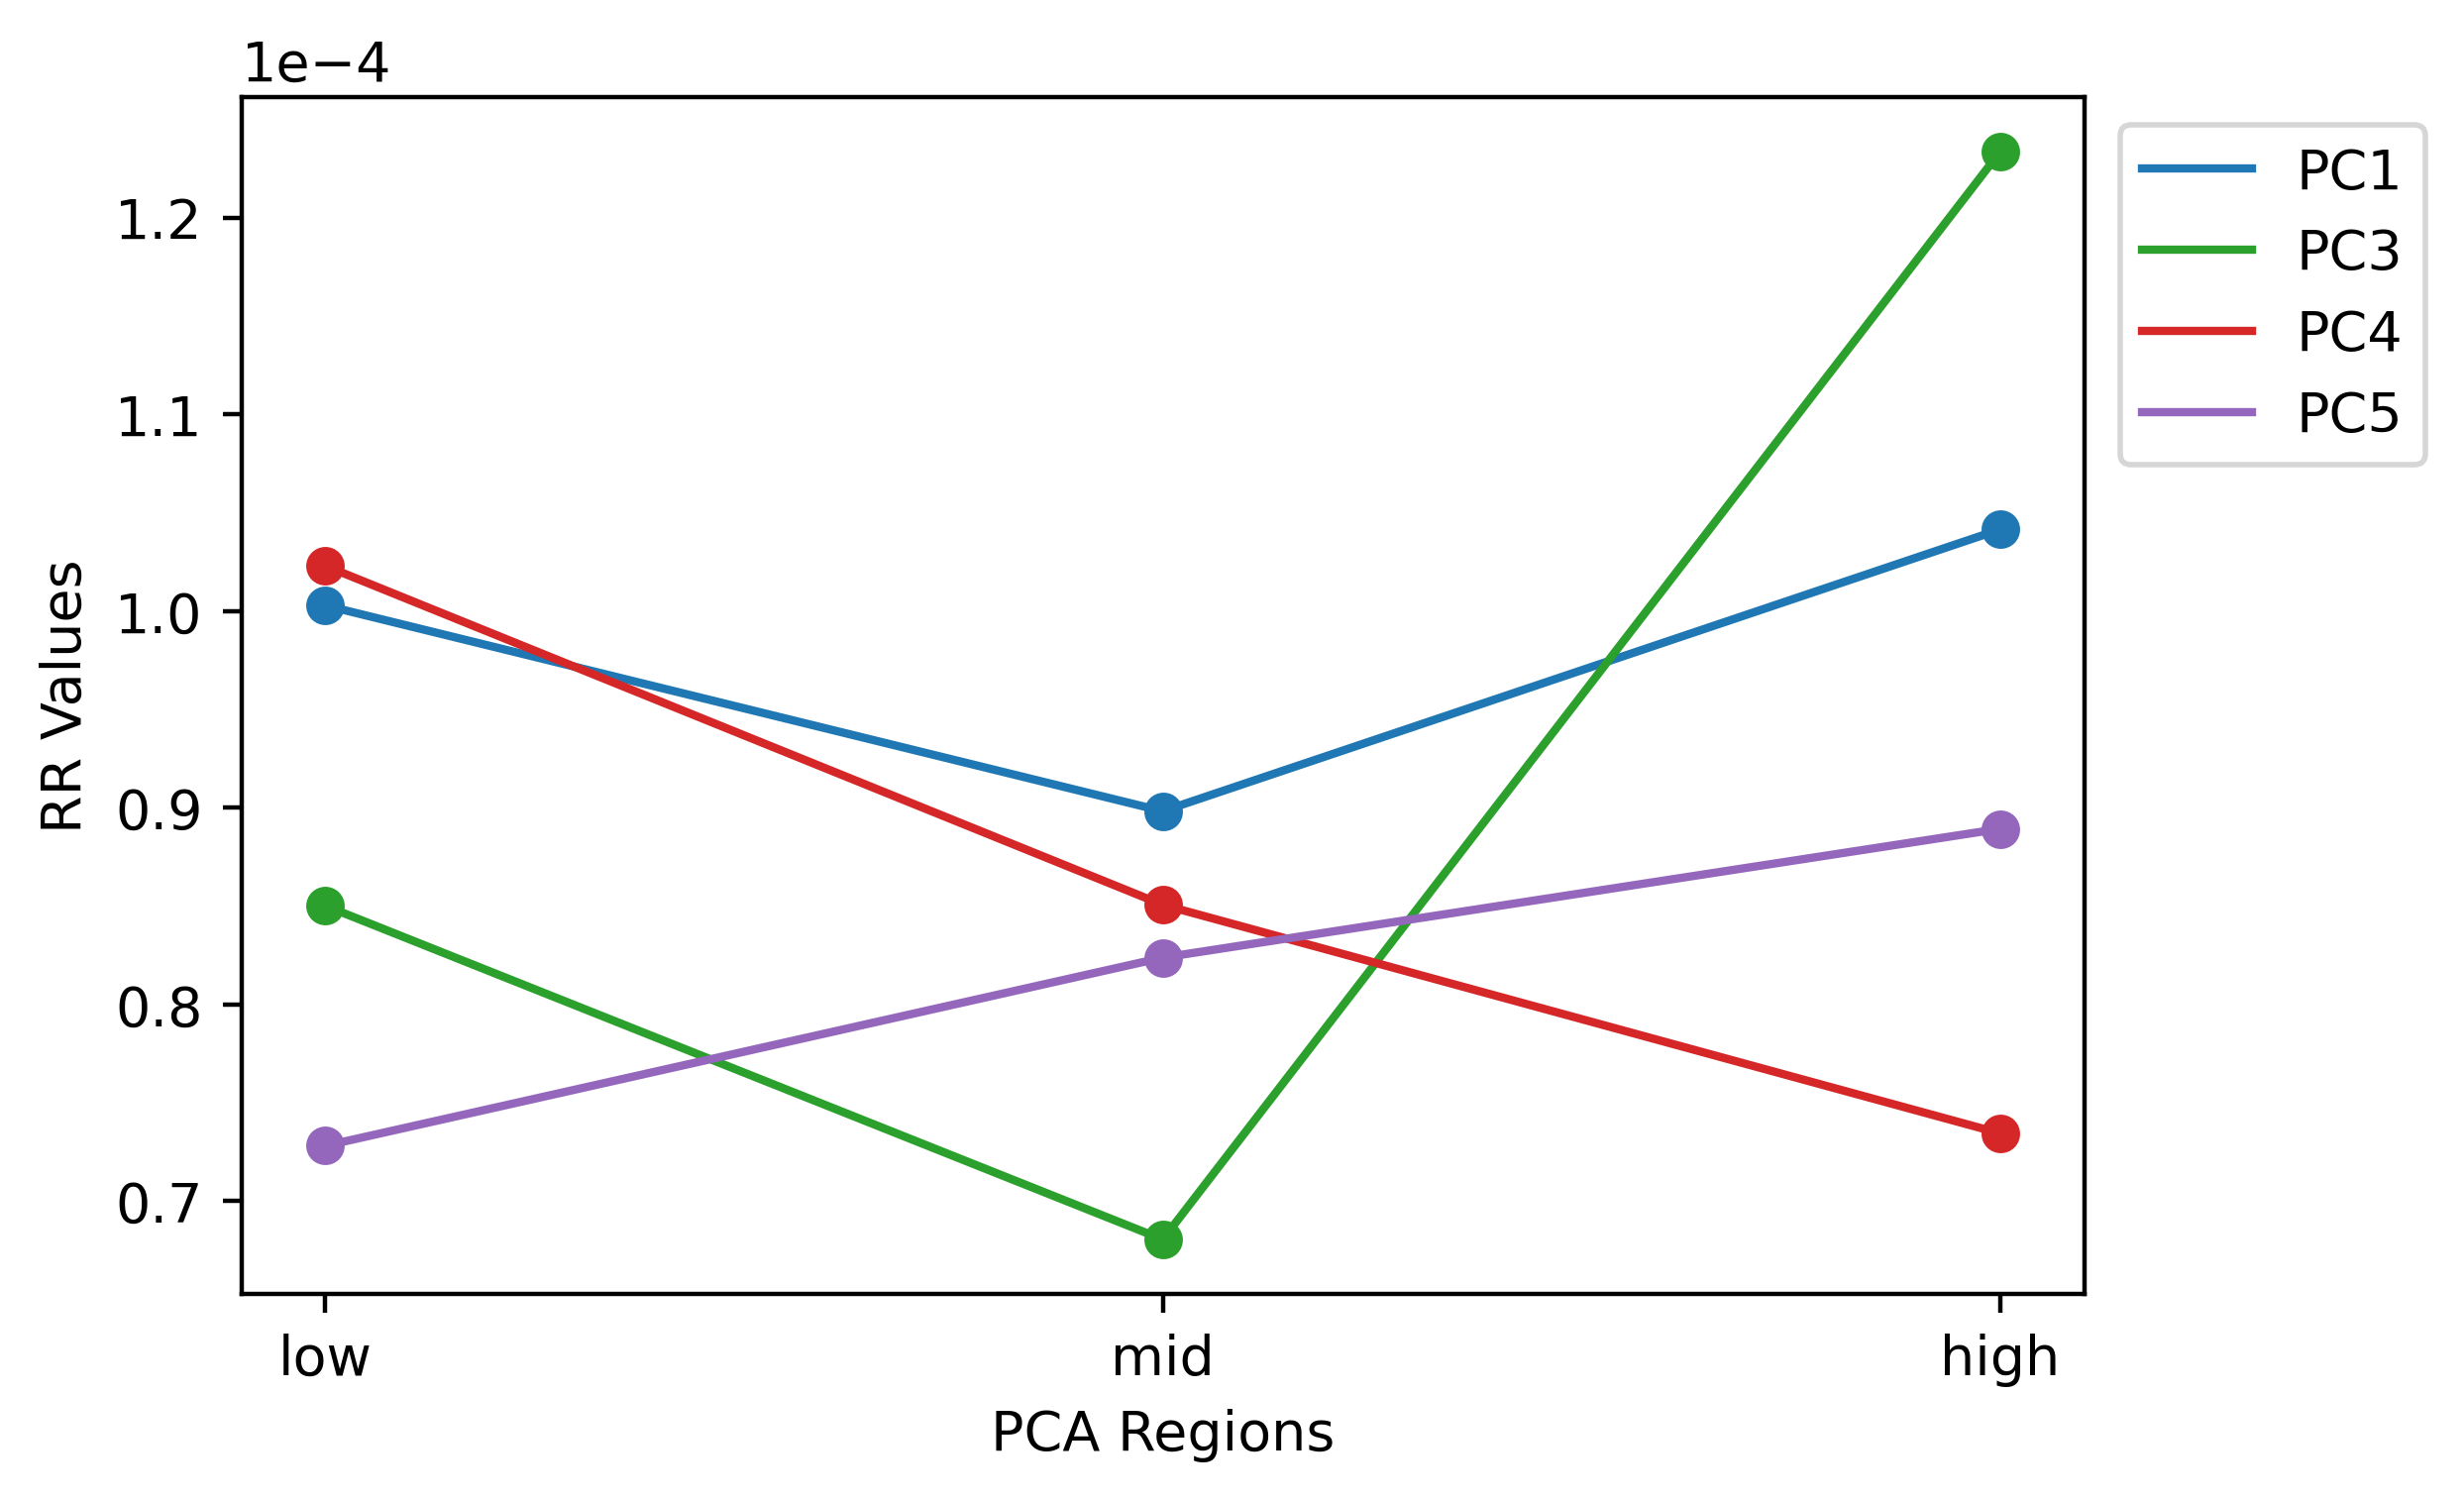 1e−4
1.2
1.1
1.0
0.9
0.8
0.7
RR Values
low
mid
high
PCA Regions
PC1
PC3
PC4
PC5